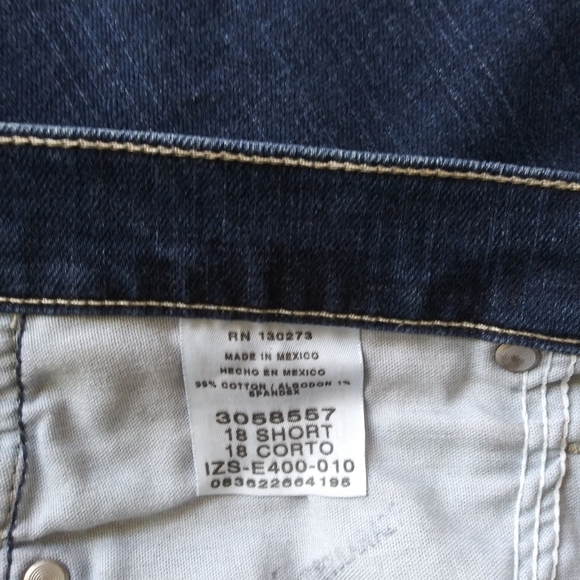 RN 130273
MADE IN MEXICO
HECHO EN MEXICO
99% COTTON / ALGODON 1%
SPANDEX
3058557
18 SHORT
18 CORTO
IZS-E400-010
083622664195